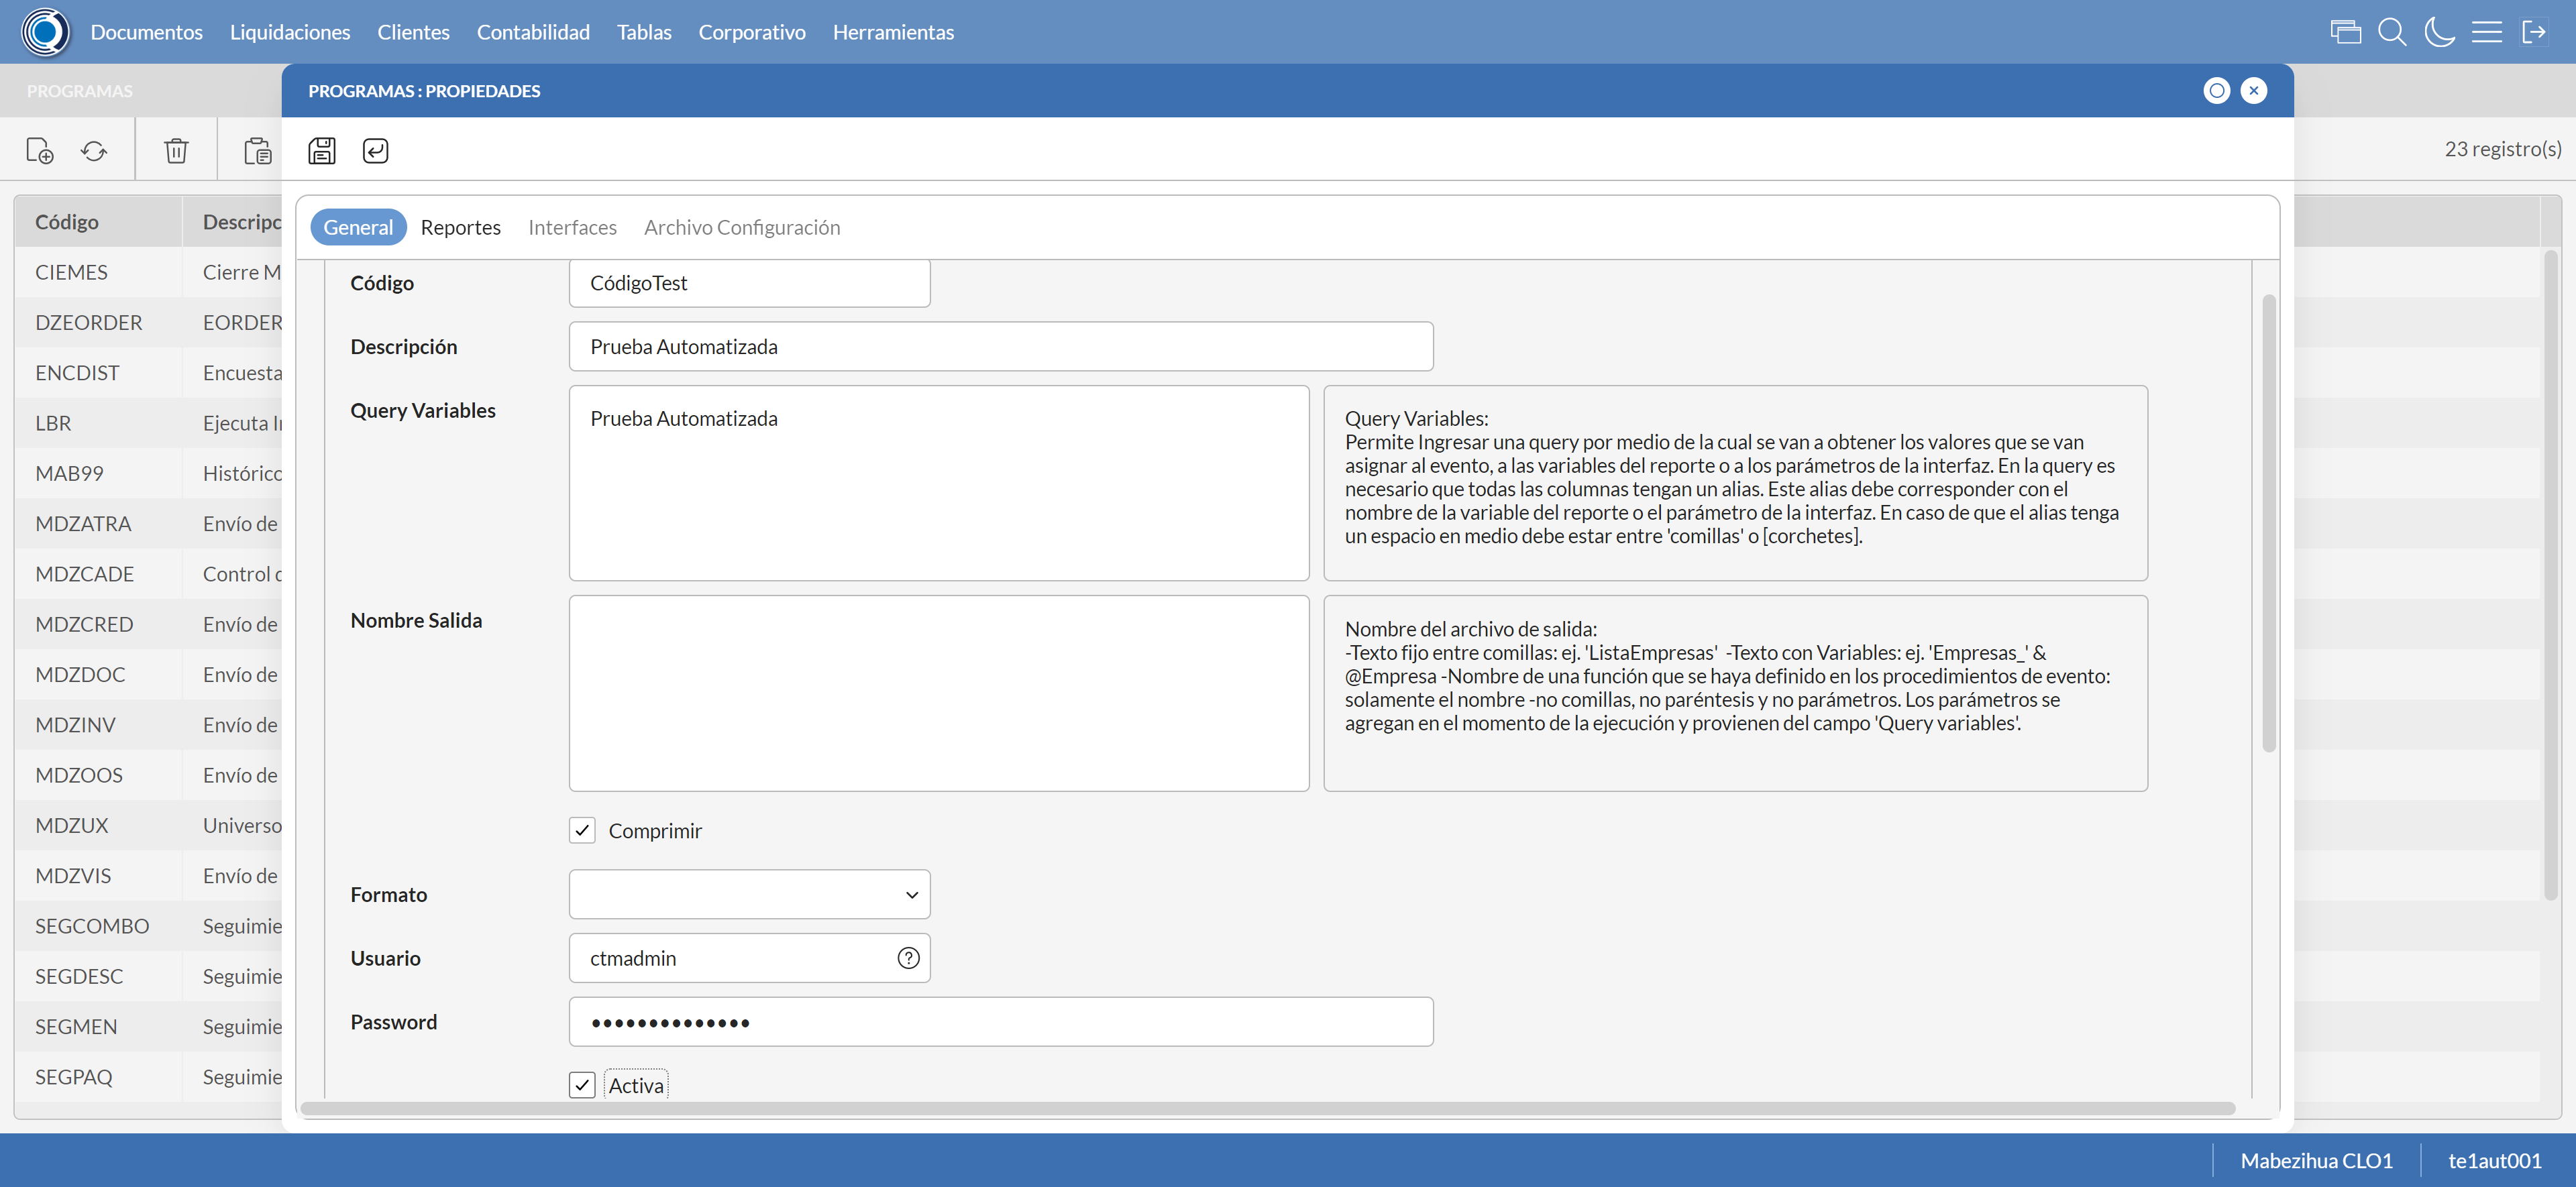 Documentos Liquidaciones Clientes Contabilidad Tablas Corporativo Herramientas
PROGRAMAS
PROGRAMAS : PROPIEDADES
23 registro(s)
General Reportes Interfaces Archivo Configuración
Código Descripc
CIEMES Cierre M
DZEORDER EORDER
ENCDIST Encuesta
LBR Ejecuta
MAB99 Histórico
MDZATRA Envío de
MDZCADE Control
MDZCRED Envío de
MDZDOC Envío de
MDZINV Envío de
MDZOOS Envío de
MDZUX Universo
MDZVIS Envío de
SEGCOMBO Seguimie
SEGDESC Seguimie
SEGMEN Seguimie
SEGPAQ Seguimie
Código CódigoTest
Descripción Prueba Automatizada
Query Variables Prueba Automatizada
Query Variables:
Permite Ingresar una query por medio de la cual se van a obtener los valores que se van
asignar al evento, a las variables del reporte o a los parámetros de la interfaz. En la query es
necesario que todas las columnas tengan un alias. Este alias debe corresponder con el
nombre de la variable del reporte o el parámetro de la interfaz. En caso de que el alias tenga
un espacio en medio debe estar entre 'comillas' o [corchetes].
Nombre Salida
Nombre del archivo de salida:
-Texto fijo entre comillas: ej. 'ListaEmpresas' -Texto con Variables: ej. 'Empresas_' &
@Empresa -Nombre de una función que se haya definido en los procedimientos de evento:
solamente el nombre -no comillas, no paréntesis y no parámetros. Los parámetros se
agregan en el momento de la ejecución y provienen del campo 'Query variables'.
Comprimir
Formato
Usuario ctmadmin
Password ••••••••••••••
Activa
Mabezihua CLO1 te1aut001